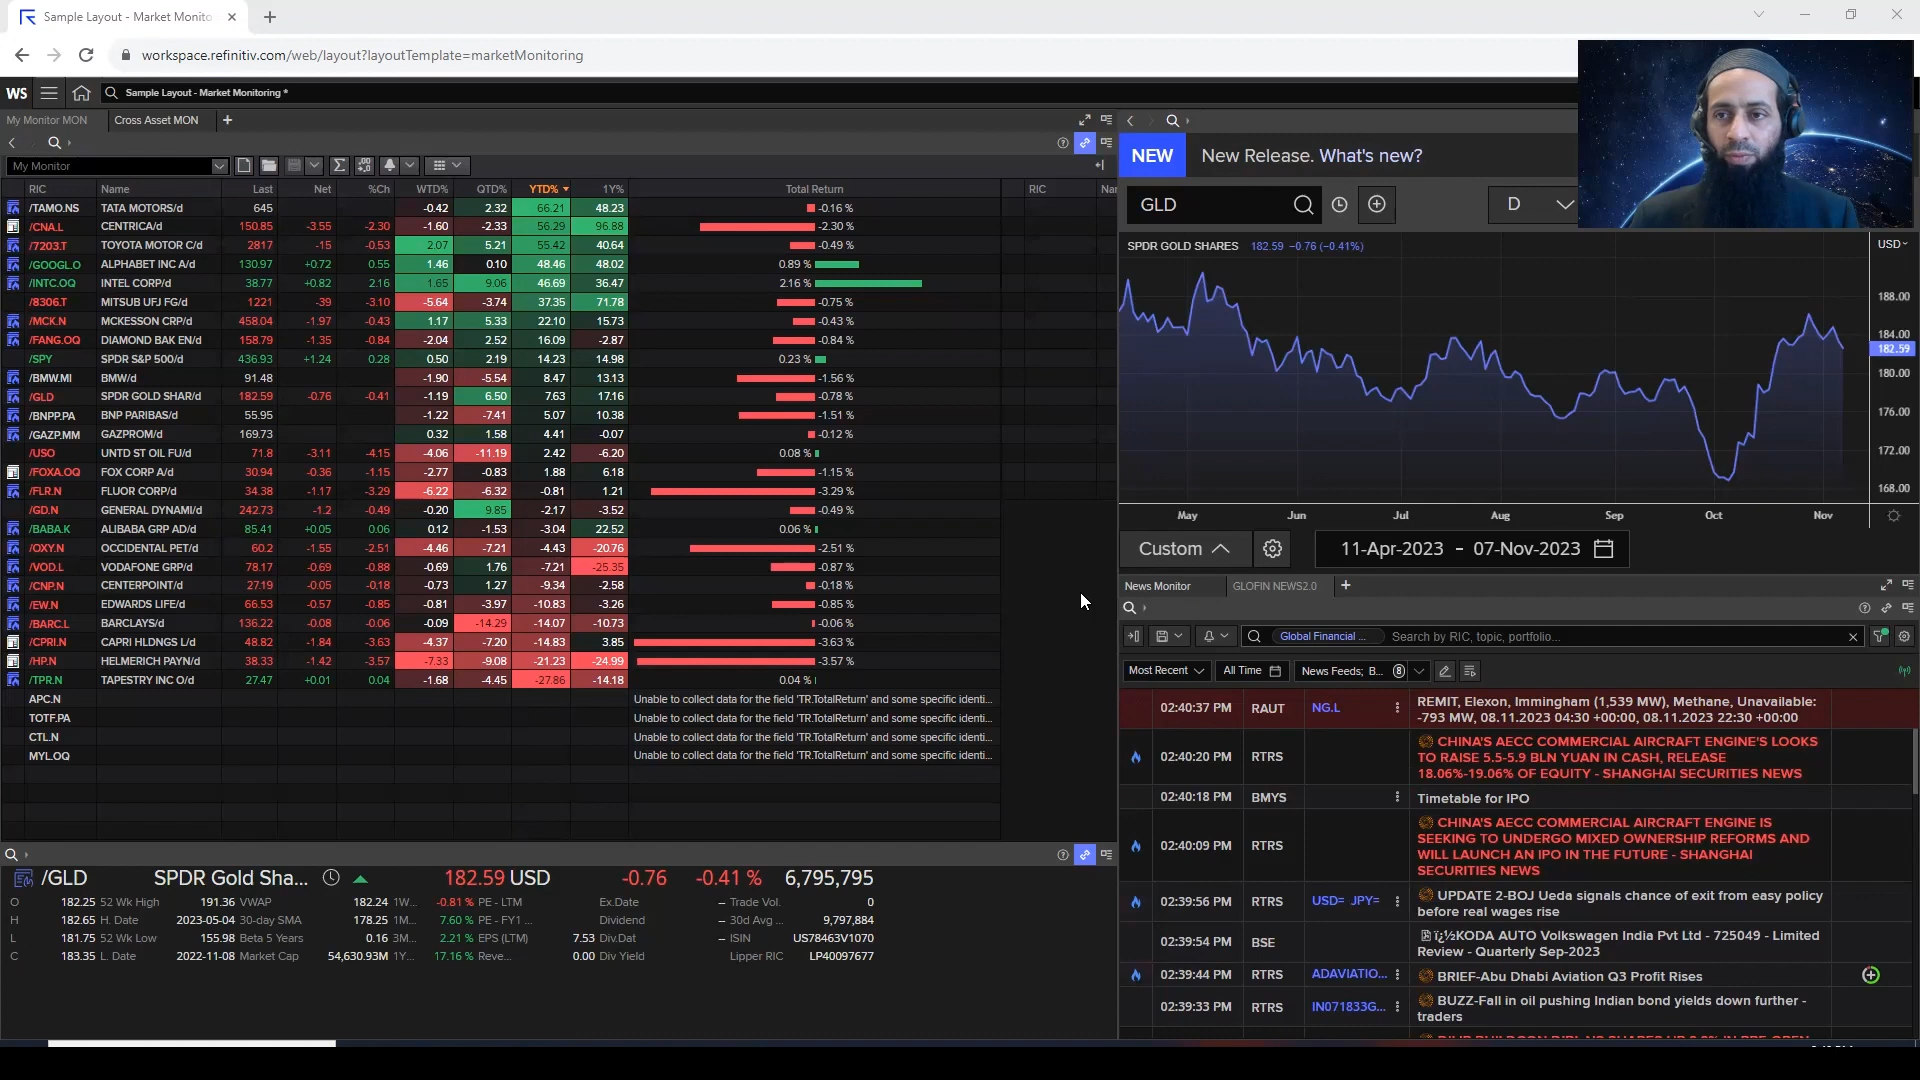 Sample Layout - Market Monito
workspace.refinitiv.com/web/layout?layoutTemplate=marketMonitoring
WS Sample Layout - Market Monitoring *
My Monitor MON Cross Asset MON
My Monitor
RIC Name Last Net %Ch WTD% QTD% YTD% 1Y% Total Return RIC Nar
/TAMO.NS TATA MOTORS/d 645 -0.42 2.32 66.21 48.23 -0.16 %
/CNA.L CENTRICA/d 150.85 -3.55 -2.30 -1.60 -2.33 56.29 96.88 -2.30 %
/7203.T TOYOTA MOTOR C/d 2817 -15 -0.53 2.07 5.21 55.42 40.64 -0.49 %
/GOOGL.O ALPHABET INC A/d 130.97 +0.72 0.55 1.46 0.10 48.46 48.02 0.89 %
/INTC.OQ INTEL CORP/d 38.77 +0.82 2.16 1.65 9.06 46.69 36.47 2.16 %
/8306.T MITSUB UFJ FG/d 1221 -39 -3.10 -5.64 -3.74 37.35 71.78 -0.75 %
/MCK.N MCKESSON CRP/d 458.04 -1.97 -0.43 1.17 5.33 22.10 15.73 -0.43 %
/FANG.OQ DIAMOND BAK EN/d 158.79 -1.35 -0.84 -2.04 2.52 16.09 -2.87 -0.84 %
/SPY SPDR S&P 500/d 436.93 +1.24 0.28 0.50 2.19 14.23 14.98 0.23 %
/BMW.MI BMW/d 91.48 -1.90 -5.54 8.47 13.13 -1.56 %
/GLD SPDR GOLD SHAR/d 182.59 -0.76 -0.41 -1.19 6.50 7.63 17.16 -0.78 %
/BNPP.PA BNP PARIBAS/d 55.95 -1.22 -7.41 5.07 10.38 -1.51 %
/GAZP.MM GAZPROM/d 169.73 0.32 1.58 4.41 -0.07 -0.12 %
/USO UNTD ST OIL FU/d 71.8 -3.11 -4.15 -4.06 -11.19 2.42 -6.20 0.08 %
/FOXA.OQ FOX CORP A/d 30.94 -0.36 -1.15 -2.77 -0.83 1.88 6.18 -1.15 %
/FLR.N FLUOR CORP/d 34.38 -1.17 -3.29 -6.22 -6.32 -0.81 1.21 -3.29 %
/GD.N GENERAL DYNAMI/d 242.73 -1.2 -0.49 -0.20 9.85 -2.17 -3.52 -0.49 %
/BABA.K ALIBABA GRP AD/d 85.41 +0.05 0.06 0.12 -1.53 -3.04 22.52 0.06 %
/OXY.N OCCIDENTAL PET/d 60.2 -1.55 -2.51 -4.46 -7.21 -4.43 -20.76 -2.51 %
/VOD.L VODAFONE GRP/d 78.17 -0.69 -0.88 -0.69 1.76 -7.21 -25.35 -0.87 %
/CNP.N CENTERPOINT/d 27.19 -0.05 -0.18 -0.73 1.27 -9.34 -2.58 -0.18 %
/EW.N EDWARDS LIFE/d 66.53 -0.57 -0.85 -0.81 -3.97 -10.83 -3.26 -0.85 %
/BARC.L BARCLAYS/d 136.22 -0.08 -0.06 -0.09 -14.29 -14.07 -10.73 -0.06 %
/CPRI.N CAPRI HLDNGS L/d 48.82 -1.84 -3.63 -4.37 -7.20 -14.83 3.85 -3.63 %
/HP.N HELMERICH PAYN/d 38.33 -1.42 -3.57 -7.33 -9.08 -21.23 -24.99 -3.57 %
/TPR.N TAPESTRY INC O/d 27.47 +0.01 0.04 -1.68 -4.45 -27.86 -14.18 0.04 %
APC.N Unable to collect data for the field 'TR.TotalReturn' and some specific identi...
TOTF.PA Unable to collect data for the field 'TR.TotalReturn' and some specific identi...
CTL.N Unable to collect data for the field 'TR.TotalReturn' and some specific identi...
MYL.OQ Unable to collect data for the field 'TR.TotalReturn' and some specific identi...
/GLD SPDR Gold Sha... 182.59 USD -0.76 -0.41 % 6,795,795
O 182.25 52 Wk High 191.36 VWAP 182.24 1W... -0.81 % PE - LTM Ex.Date -- Trade Vol. 0
H 182.65 H. Date 2023-05-04 30-day SMA 178.25 1M... 7.60 % PE - FY1 ... Dividend -- 30d Avg ... 9,797,884
L 181.75 52 Wk Low 155.98 Beta 5 Years 0.16 3M... 2.21 % EPS (LTM) 7.53 Div.Dat -- ISIN US78463V1070
C 183.35 L. Date 2022-11-08 Market Cap 54,630.93M 1Y... 17.16 % Reve... 0.00 Div Yield Lipper RIC LP40097677
NEW New Release. What's new?
GLD D
SPDR GOLD SHARES 182.59 -0.76 (-0.41%) USD
188.00
184.00
182.59
180.00
176.00
172.00
168.00
May Jun Jul Aug Sep Oct Nov
Custom 11-Apr-2023 - 07-Nov-2023
News Monitor GLOFIN NEWS2.0
Global Financial ... Search by RIC, topic, portfolio...
Most Recent All Time News Feeds; B... 8
02:40:37 PM RAUT NG.L REMIT, Elexon, Immingham (1,539 MW), Methane, Unavailable:
-793 MW, 08.11.2023 04:30 +00:00, 08.11.2023 22:30 +00:00
02:40:20 PM RTRS CHINA'S AECC COMMERCIAL AIRCRAFT ENGINE'S LOOKS
TO RAISE 5.5-5.9 BLN YUAN IN CASH, RELEASE
18.06%-19.06% OF EQUITY - SHANGHAI SECURITIES NEWS
02:40:18 PM BMYS Timetable for IPO
02:40:09 PM RTRS CHINA'S AECC COMMERCIAL AIRCRAFT ENGINE IS
SEEKING TO UNDERGO MIXED OWNERSHIP REFORMS AND
WILL LAUNCH AN IPO IN THE FUTURE - SHANGHAI
SECURITIES NEWS
02:39:56 PM RTRS USD= JPY= UPDATE 2-BOJ Ueda signals chance of exit from easy policy
before real wages rise
02:39:54 PM BSE ï¿½KODA AUTO Volkswagen India Pvt Ltd - 725049 - Limited
Review - Quarterly Sep-2023
02:39:44 PM RTRS ADAVIATIO... BRIEF-Abu Dhabi Aviation Q3 Profit Rises
02:39:33 PM RTRS IN071833G... BUZZ-Fall in oil pushing Indian bond yields down further -
traders